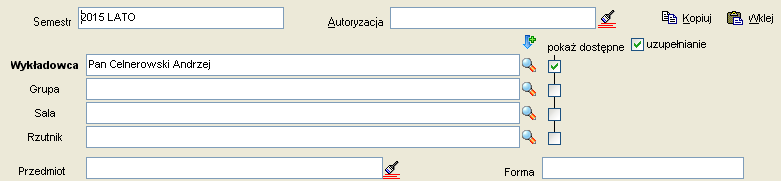 Semestr 2015 LATO Autoryzacja Kopiuj Wklej
pokaż dostępne uzupełnianie
Wykładowca Pan Celnerowski Andrzej
Grupa
Sala
Rzutnik
Przedmiot Forma